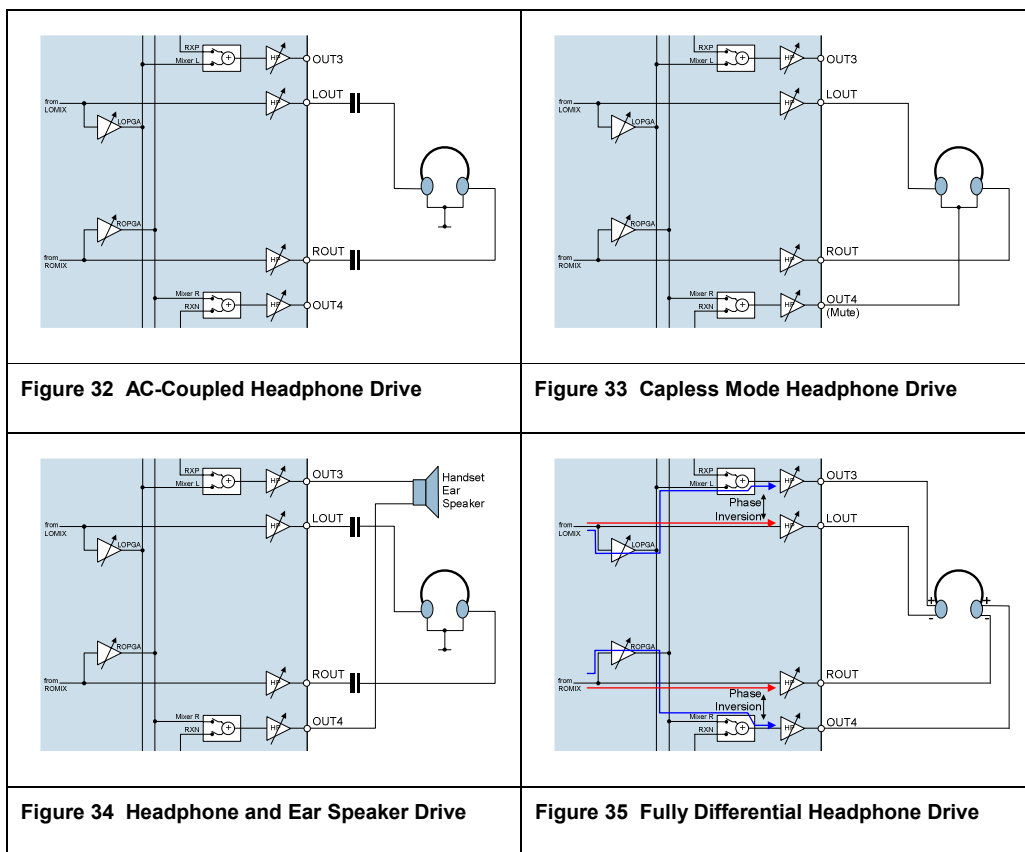 RXP
Mixer L
HP
OUT3
from
LOMIX
LOPGA
HP
LOUT
ROPGA
from
ROMIX
HP
ROUT
Mixer R
RXN
HP
OUT4
Figure 32 AC-Coupled Headphone Drive
RXP
Mixer L
HP
OUT3
from
LOMIX
LOPGA
HP
LOUT
ROPGA
from
ROMIX
HP
ROUT
Mixer R
RXN
HP
OUT4
(Mute)
Figure 33 Capless Mode Headphone Drive
RXP
Mixer L
HP
OUT3
Handset
Ear
Speaker
from
LOMIX
LOPGA
HP
LOUT
ROPGA
from
ROMIX
HP
ROUT
Mixer R
RXN
HP
OUT4
Figure 34 Headphone and Ear Speaker Drive
RXP
Mixer L
HP
OUT3
Phase
Inversion
from
LOMIX
LOPGA
HP
LOUT
+ +
- -
ROPGA
from
ROMIX
HP
ROUT
Phase
Inversion
Mixer R
RXN
HP
OUT4
Figure 35 Fully Differential Headphone Drive